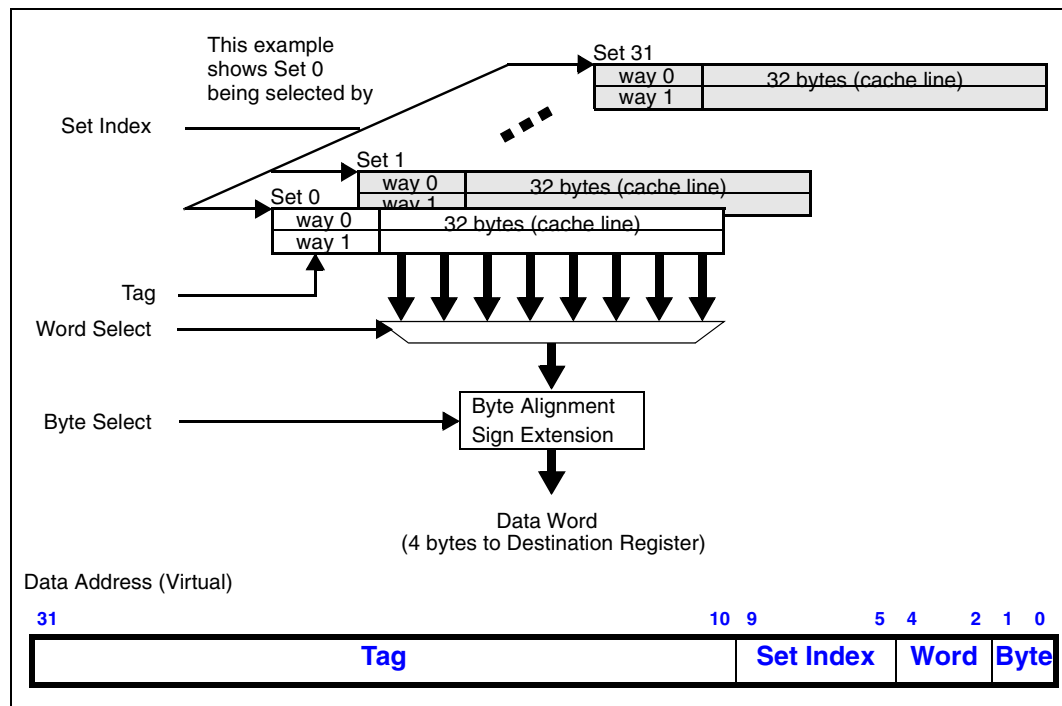 This example
shows Set 0
being selected by
Set 31
way 0
32 bytes (cache line)
way 1
Set Index
Set 1
way 0
32 bytes (cache line)
way 1
Set 0
way 0
32 bytes (cache line)
way 1
Tag
Word Select
Byte Select
Byte Alignment
Sign Extension
Data Word
(4 bytes to Destination Register)
Data Address (Virtual)
31 10 9 5 4 2 1 0
Tag Set Index Word Byte